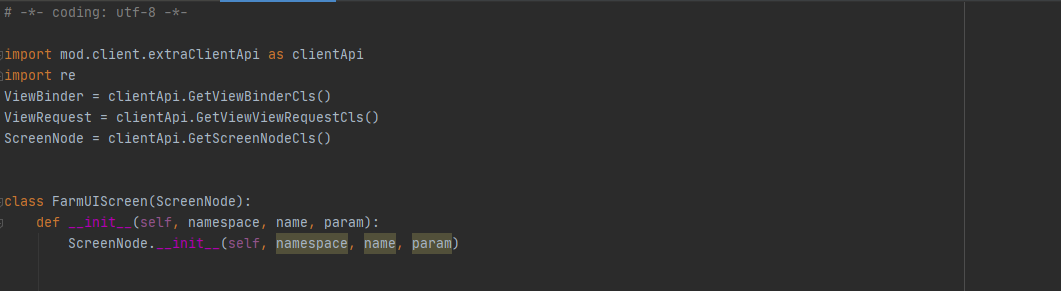 # -*- coding: utf-8 -*-
import mod.client.extraClientApi as clientApi
import re
ViewBinder = clientApi.GetViewBinderCls()
ViewRequest = clientApi.GetViewViewRequestCls()
ScreenNode = clientApi.GetScreenNodeCls()
class FarmUIScreen(ScreenNode):
    def __init__(self, namespace, name, param):
        ScreenNode.__init__(self, namespace, name, param)